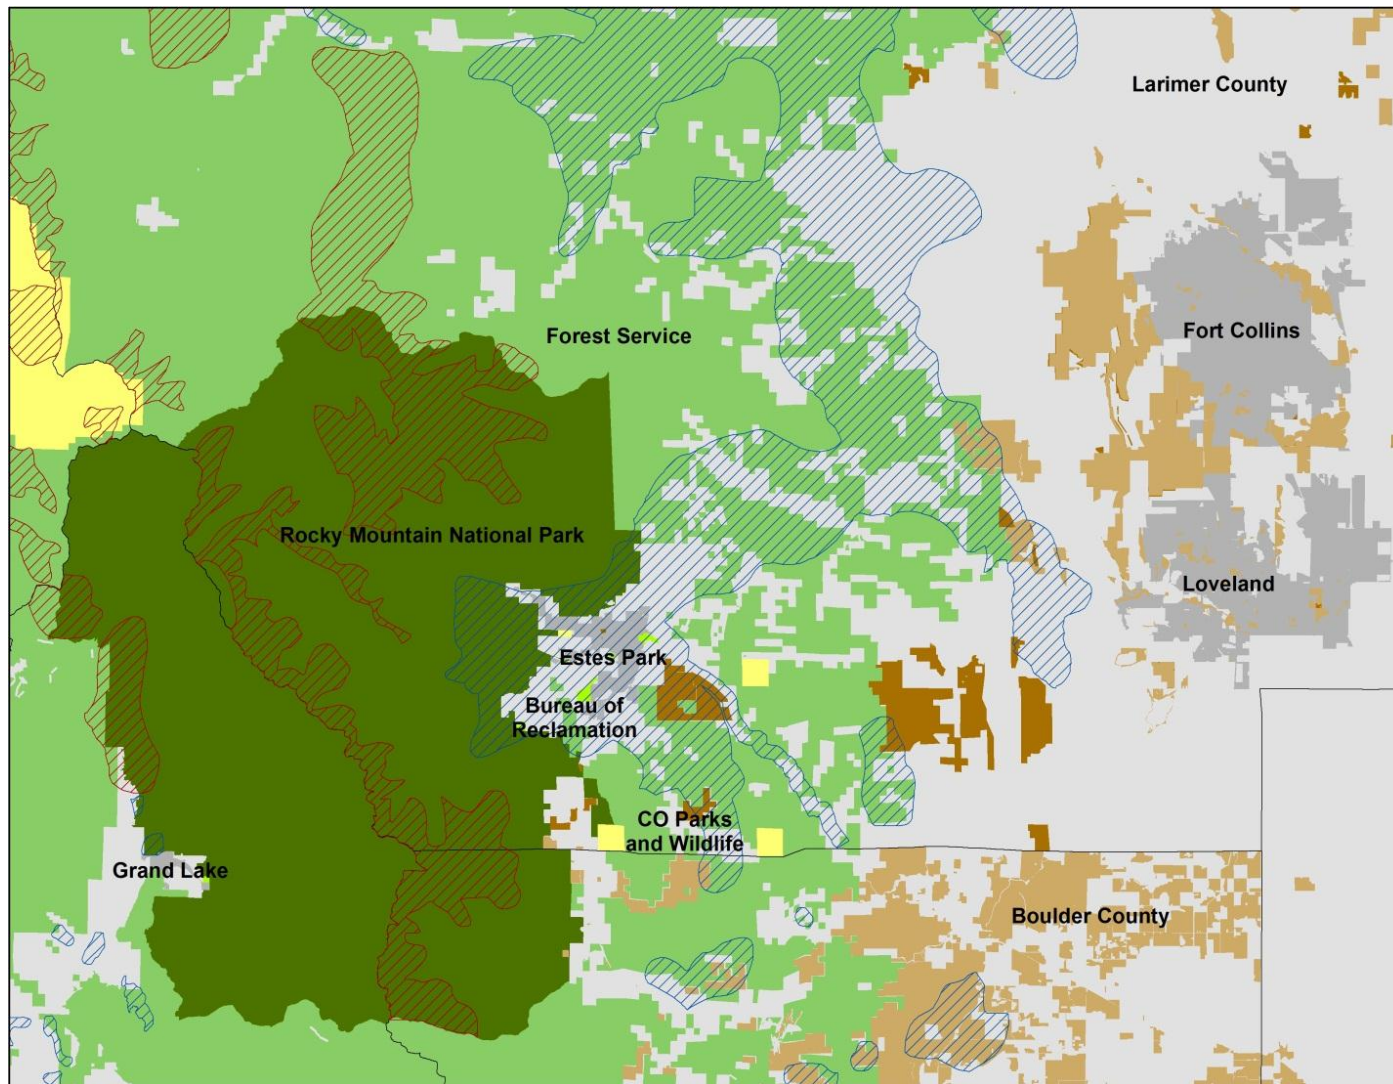 Larimer County
Forest Service
Fort Collins
Rocky Mountain National Park
Loveland
Estes Park
Bureau of
Reclamation
CO Parks
and Wildlife
Grand Lake
Boulder County